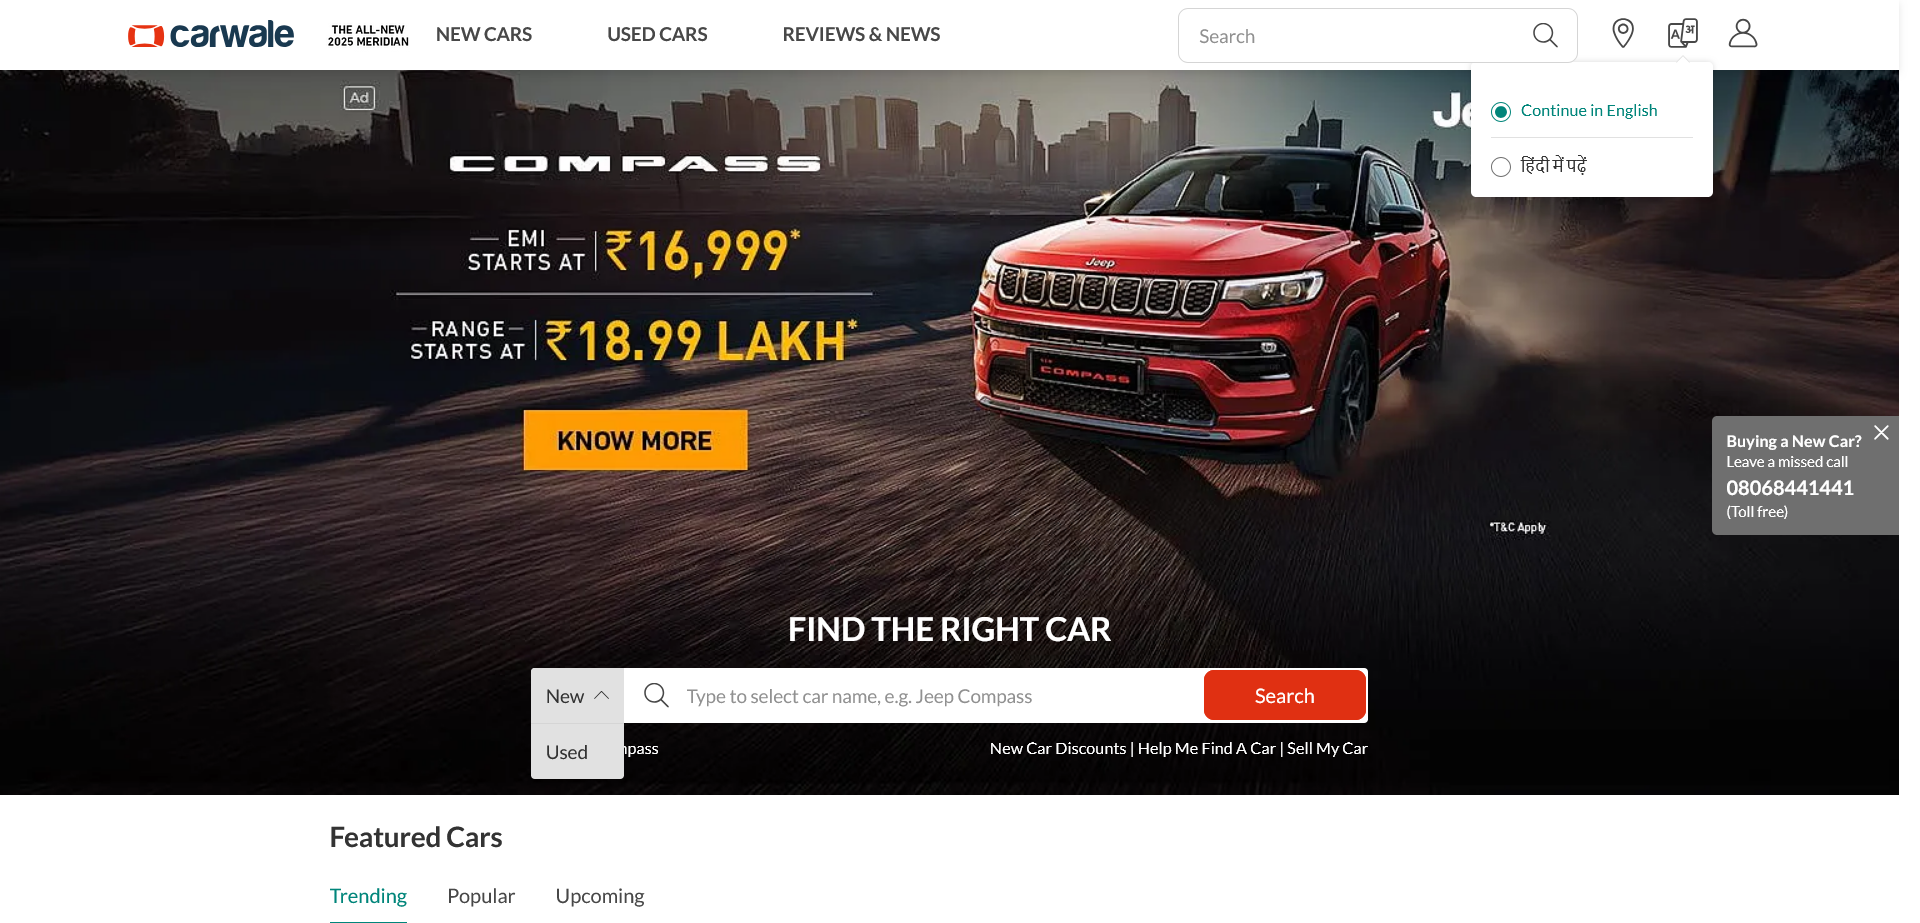 carwale
THE ALL-NEW
2025 MERIDIAN
NEW CARS
USED CARS
REVIEWS & NEWS
Search
A अ
Continue in English
हिंदी में पढ़ें
Ad
COMPASS
EMI
STARTS AT
₹16,999*
RANGE
STARTS AT
₹18.99 LAKH*
KNOW MORE
Jeep
COMPASS
*T&C Apply
Buying a New Car?
Leave a missed call
08068441441
(Toll free)
FIND THE RIGHT CAR
New
Type to select car name, e.g. Jeep Compass
Search
Used
New Car Discounts | Help Me Find A Car | Sell My Car
Featured Cars
Trending
Popular
Upcoming